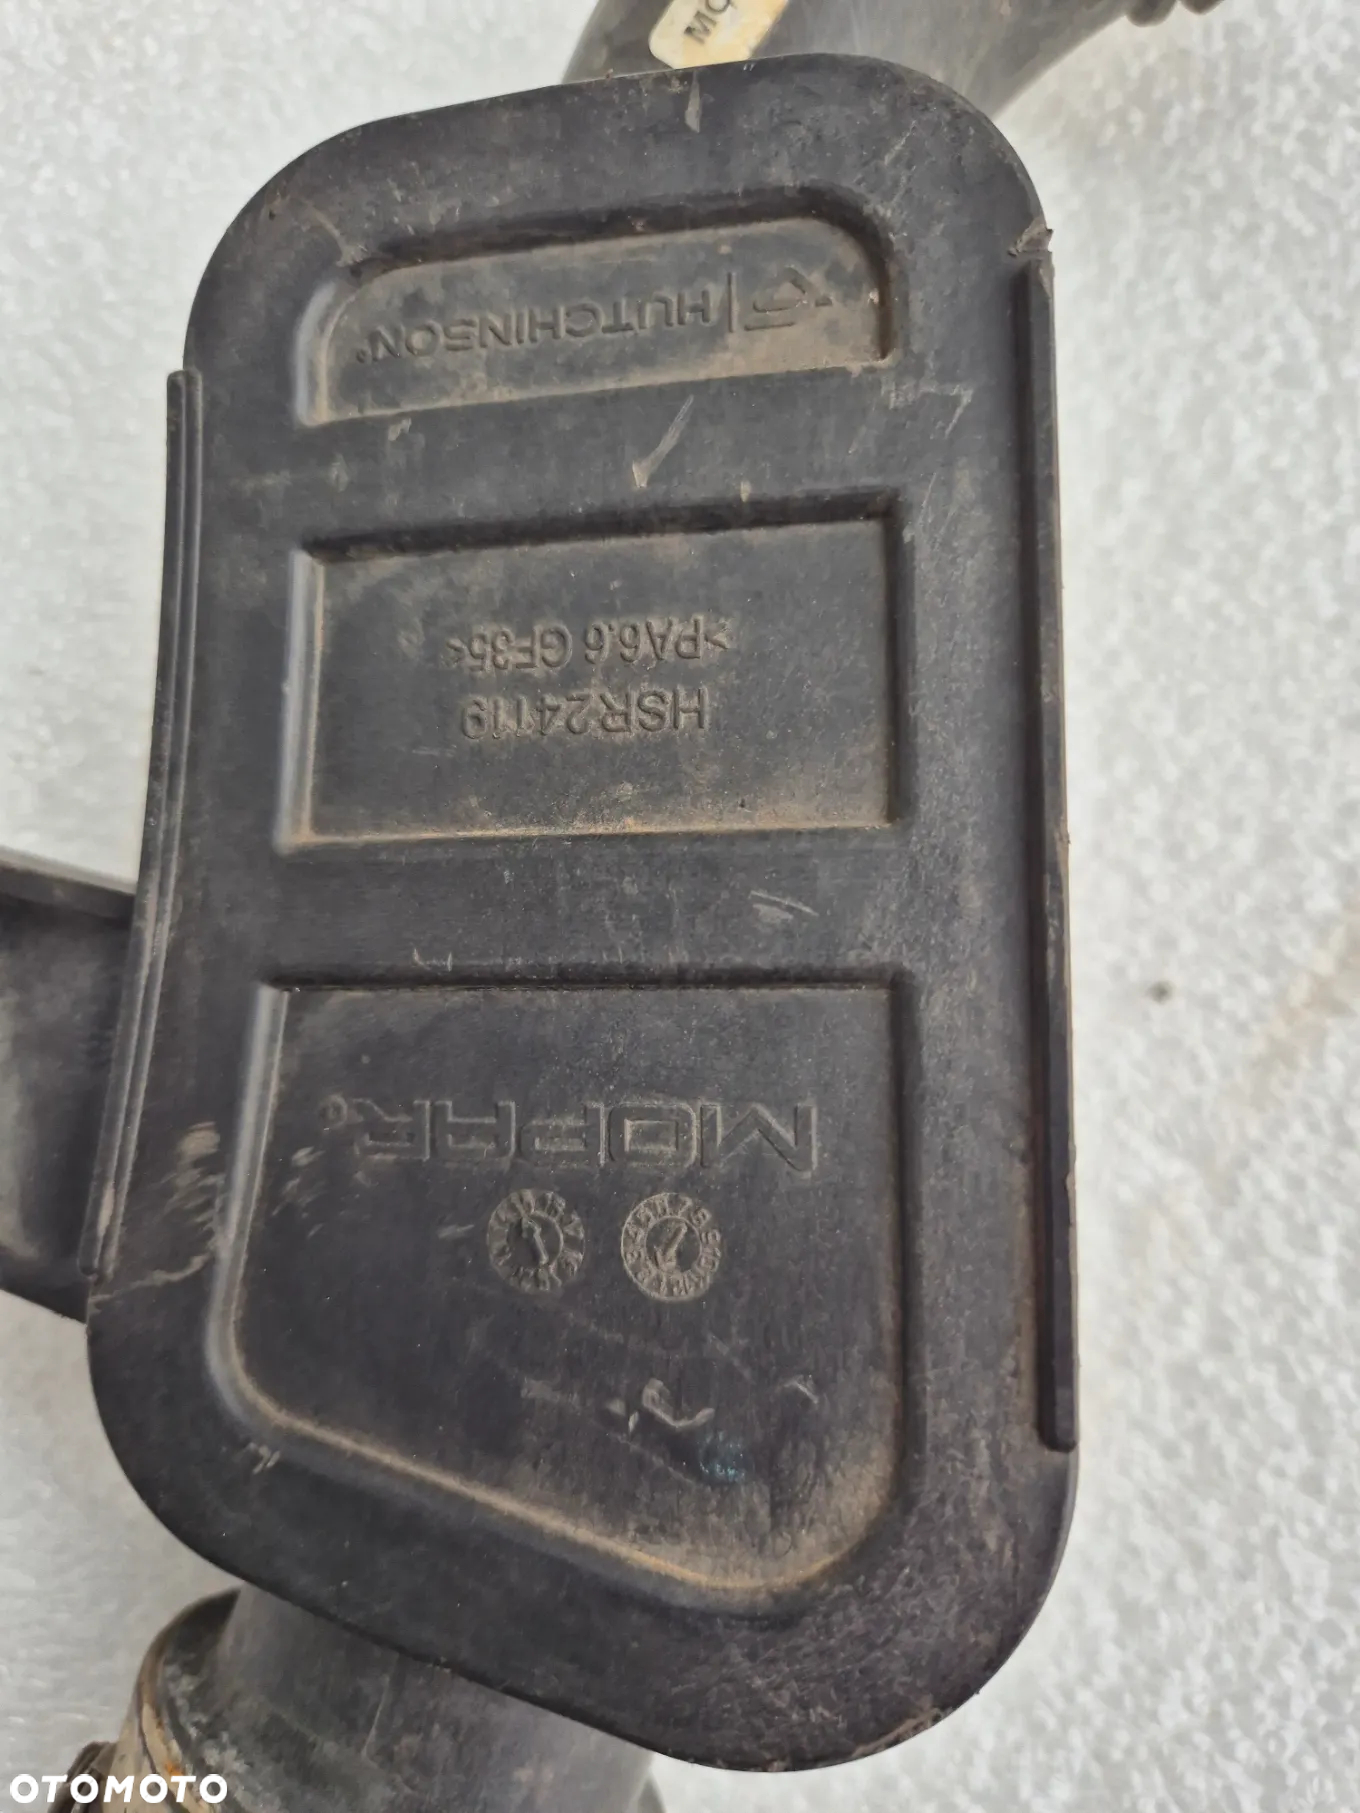 MOPAR®
HSR24119
>PA6.6 GF35<
HUTCHINSON®
OTOMOTO